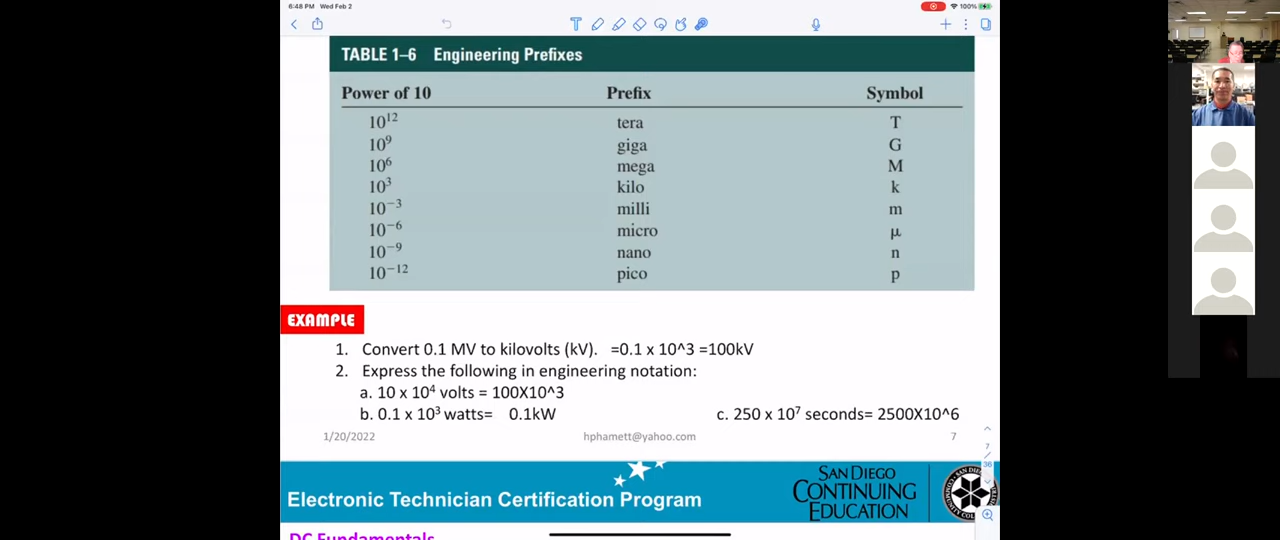 6:48 PM Wed Feb 2
100%
TABLE 1–6 Engineering Prefixes
Power of 10 Prefix Symbol
10¹² tera T
10⁹ giga G
10⁶ mega M
10³ kilo k
10⁻³ milli m
10⁻⁶ micro μ
10⁻⁹ nano n
10⁻¹² pico p
EXAMPLE
1. Convert 0.1 MV to kilovolts (kV). =0.1 x 10^3 =100kV
2. Express the following in engineering notation:
a. 10 x 10⁴ volts = 100X10^3
b. 0.1 x 10³ watts= 0.1kW c. 250 x 10⁷ seconds= 2500X10^6
1/20/2022 hphamett@yahoo.com 7
7
36
Electronic Technician Certification Program
SAN DIEGO
CONTINUING
EDUCATION
DC Fundamentals